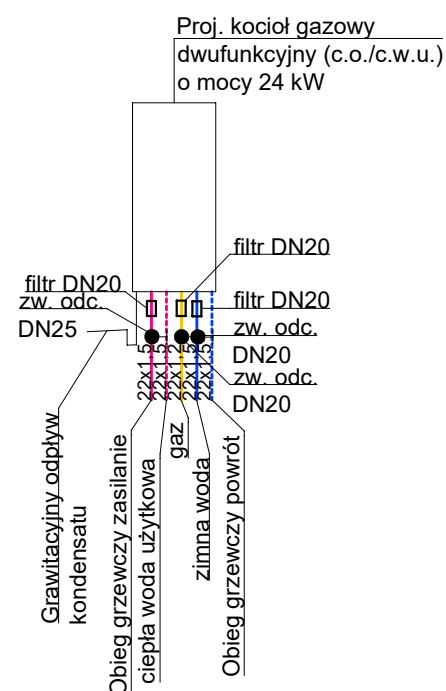 Proj. kocioł gazowy
dwufunkcyjny (c.o./c.w.u.)
o mocy 24 kW
filtr DN20
filtr DN20
filtr DN20
zw. odc.
DN25
zw. odc.
DN20
zw. odc.
DN20
22x1.5
22x1.5
22x1.2
22x1.5
22x1.5
Grawitacyjny odpływ
kondensatu
Obieg grzewczy zasilanie
ciepła woda użytkowa
gaz
zimna woda
Obieg grzewczy powrót